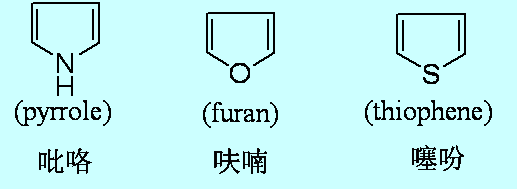 N O S
H
(pyrrole) (furan) (thiophene)
吡咯 呋喃 噻吩